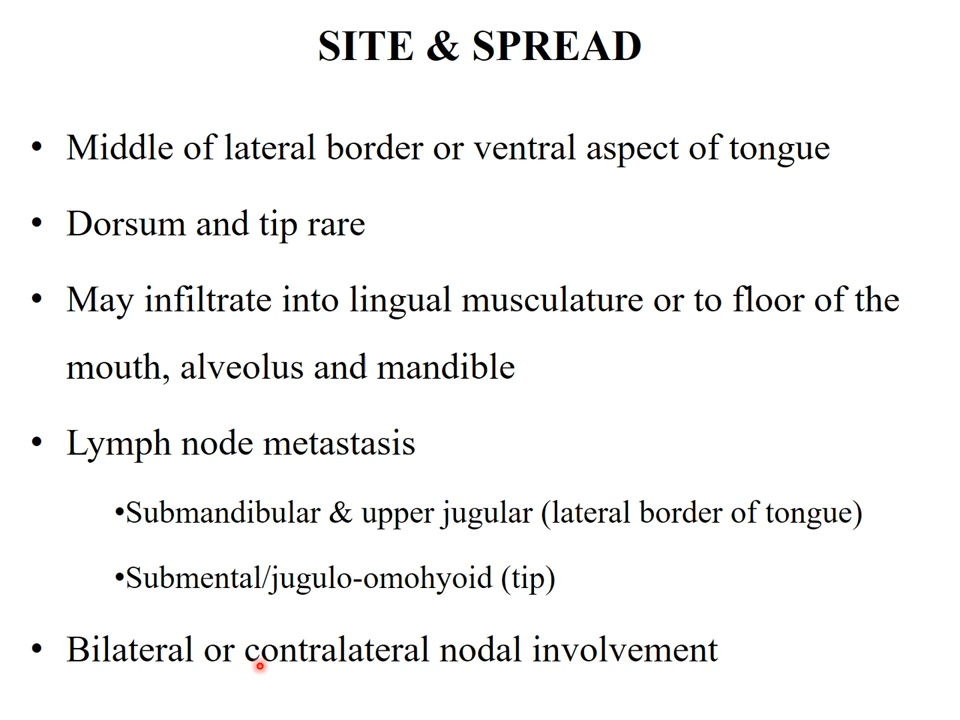 SITE & SPREAD
• Middle of lateral border or ventral aspect of tongue
• Dorsum and tip rare
• May infiltrate into lingual musculature or to floor of the
mouth, alveolus and mandible
• Lymph node metastasis
•Submandibular & upper jugular (lateral border of tongue)
•Submental/jugulo-omohyoid (tip)
• Bilateral or contralateral nodal involvement